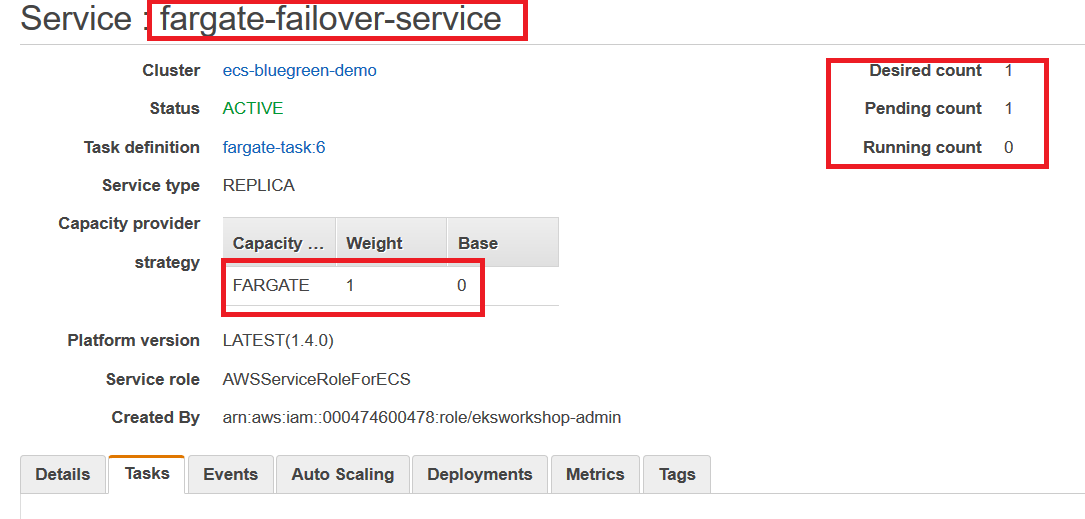 Service : fargate-failover-service
Cluster ecs-bluegreen-demo
Desired count 1
Status ACTIVE
Pending count 1
Task definition fargate-task:6
Running count 0
Service type REPLICA
Capacity provider strategy
Capacity ... Weight Base
FARGATE 1 0
Platform version LATEST(1.4.0)
Service role AWSServiceRoleForECS
Created By arn:aws:iam::000474600478:role/eksworkshop-admin
Details Tasks Events Auto Scaling Deployments Metrics Tags